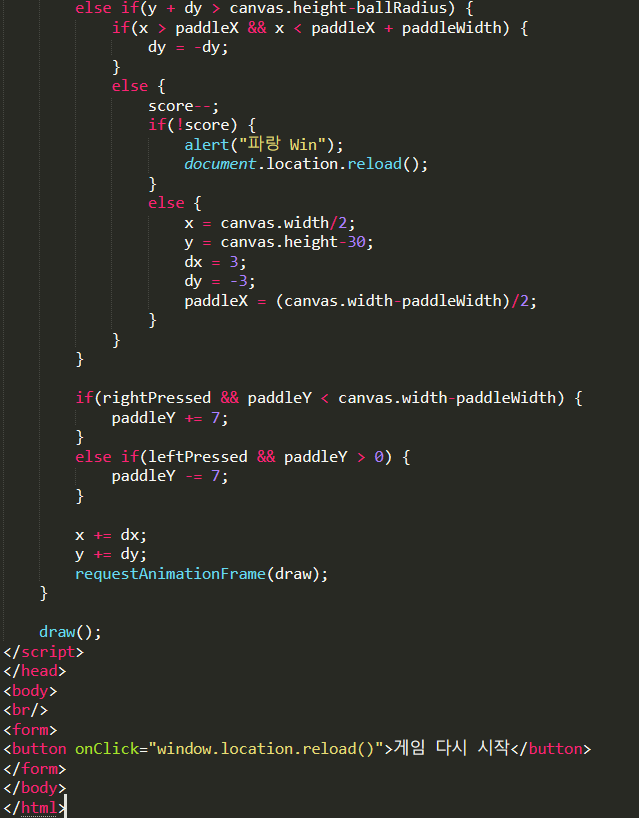 else if(y + dy > canvas.height-ballRadius) {
if(x > paddleX && x < paddleX + paddleWidth) {
dy = -dy;
}
else {
score--;
if(!score) {
alert("파랑 Win");
document.location.reload();
}
else {
x = canvas.width/2;
y = canvas.height-30;
dx = 3;
dy = -3;
paddleX = (canvas.width-paddleWidth)/2;
}
}
}
if(rightPressed && paddleY < canvas.width-paddleWidth) {
paddleY += 7;
}
else if(leftPressed && paddleY > 0) {
paddleY -= 7;
}
x += dx;
y += dy;
requestAnimationFrame(draw);
}
draw();
</script>
</head>
<body>
<br/>
<form>
<button onClick="window.location.reload()">게임 다시 시작</button>
</form>
</body>
</html>